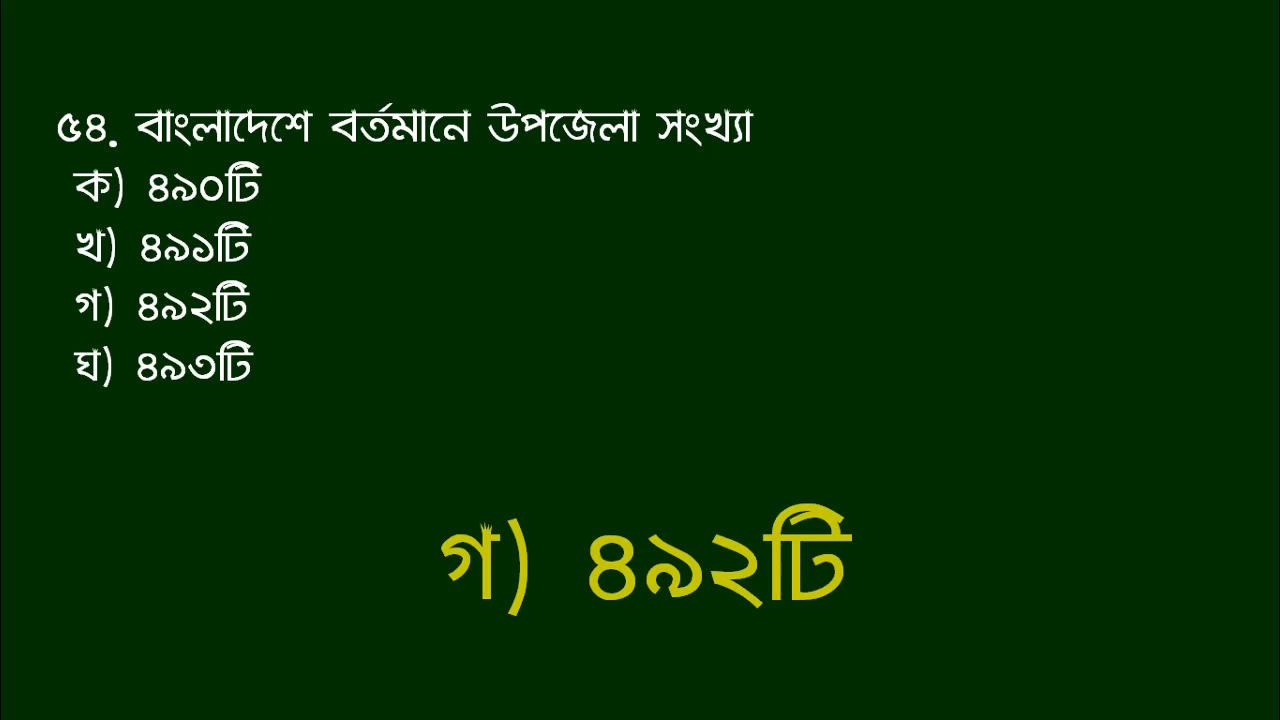 ৫৪. বাংলাদেশে বর্তমানে উপজেলা সংখ্যা
ক) ৪৯০টি
খ) ৪৯১টি
গ) ৪৯২টি
ঘ) ৪৯৩টি
গ) ৪৯২টি